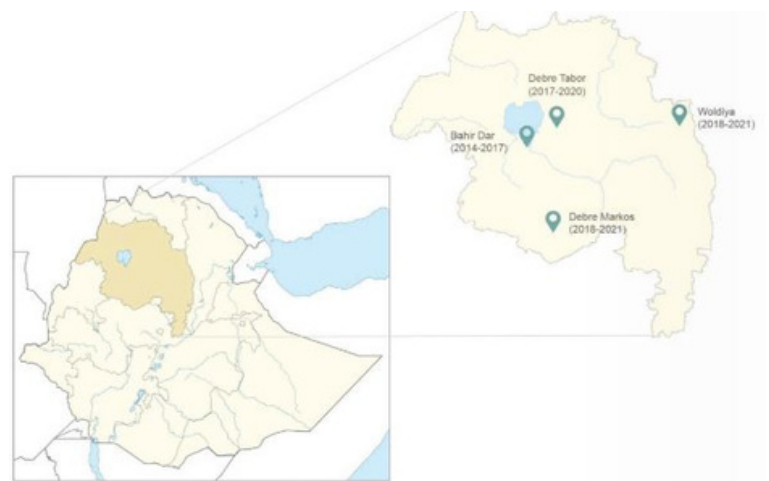 Debre Tabor
(2017-2020)
Woldiya
(2018-2021)
Bahir Dar
(2014-2017)
Debre Markos
(2018-2021)